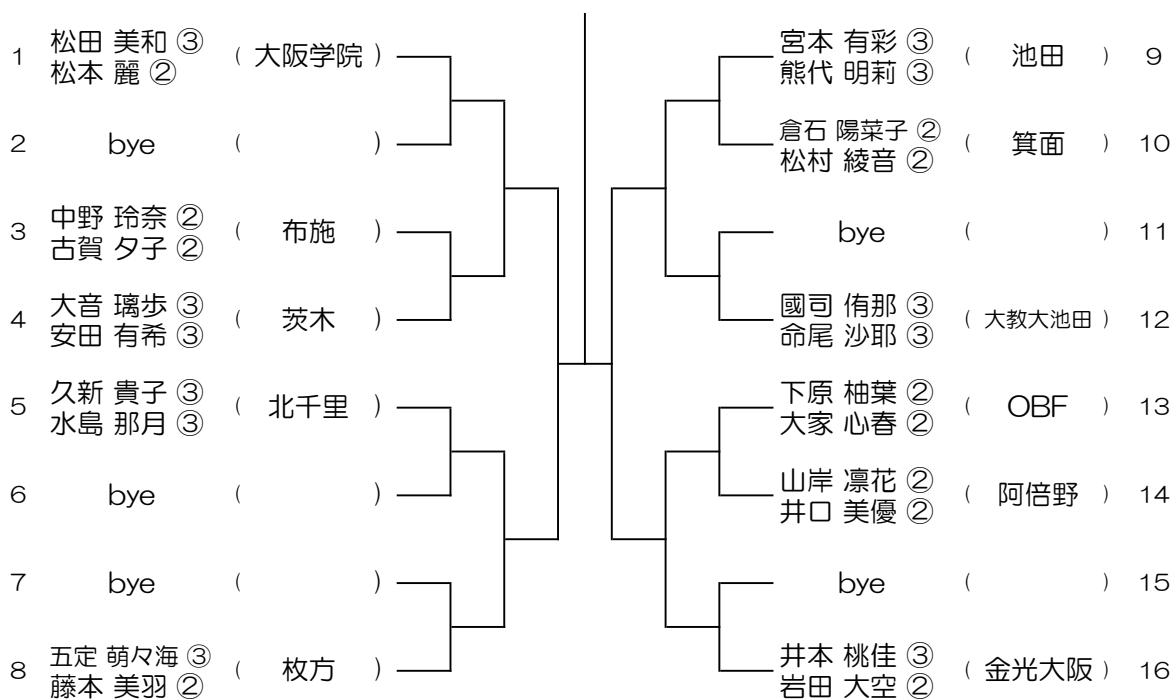 1 松田 美和 ③ ( 大阪学院 )
松本 麗 ②
2 bye ( )
3 中野 玲奈 ② ( 布施 )
古賀 夕子 ②
4 大音 璃歩 ③ ( 茨木 )
安田 有希 ③
5 久新 貴子 ③ ( 北千里 )
水島 那月 ③
6 bye ( )
7 bye ( )
8 五定 萌々海 ③ ( 枚方 )
藤本 美羽 ②
宮本 有彩 ③ ( 池田 ) 9
熊代 明莉 ③
倉石 陽菜子 ② ( 箕面 ) 10
松村 綾音 ②
bye ( ) 11
國司 侑那 ③ ( 大教大池田 ) 12
命尾 沙耶 ③
下原 柚葉 ② ( OBF ) 13
大家 心春 ②
山岸 凛花 ② ( 阿倍野 ) 14
井口 美優 ②
bye ( ) 15
井本 桃佳 ③ ( 金光大阪 ) 16
岩田 大空 ②